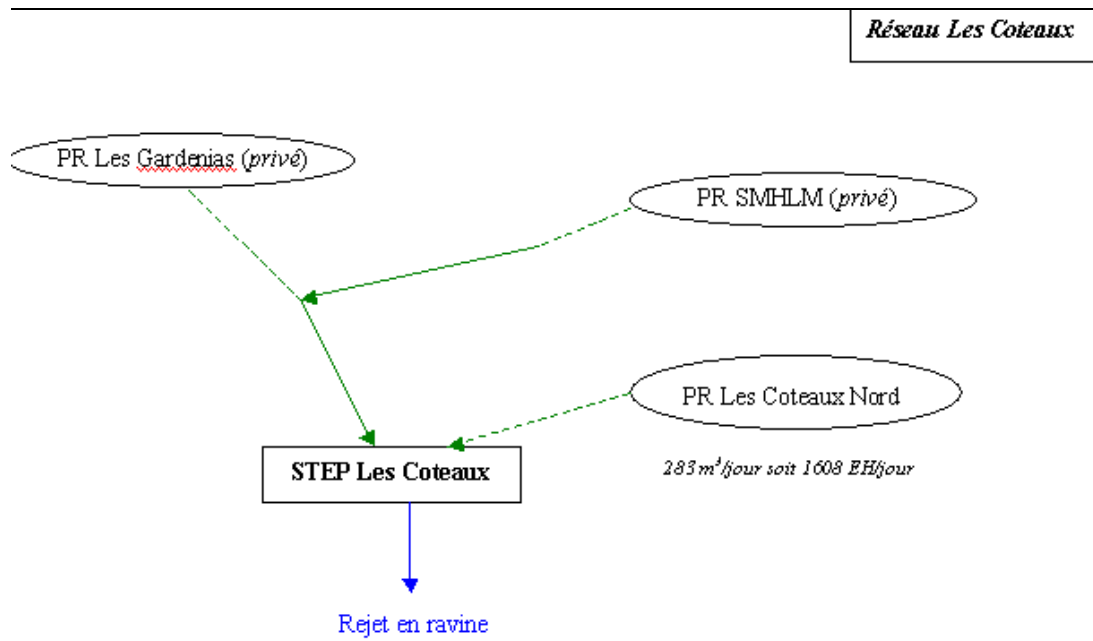 Réseau Les Coteaux
PR Les Gardenias (privé)
PR SMHLM (privé)
PR Les Coteaux Nord
283 m³/jour soit 1608 EH/jour
STEP Les Coteaux
Rejet en ravine